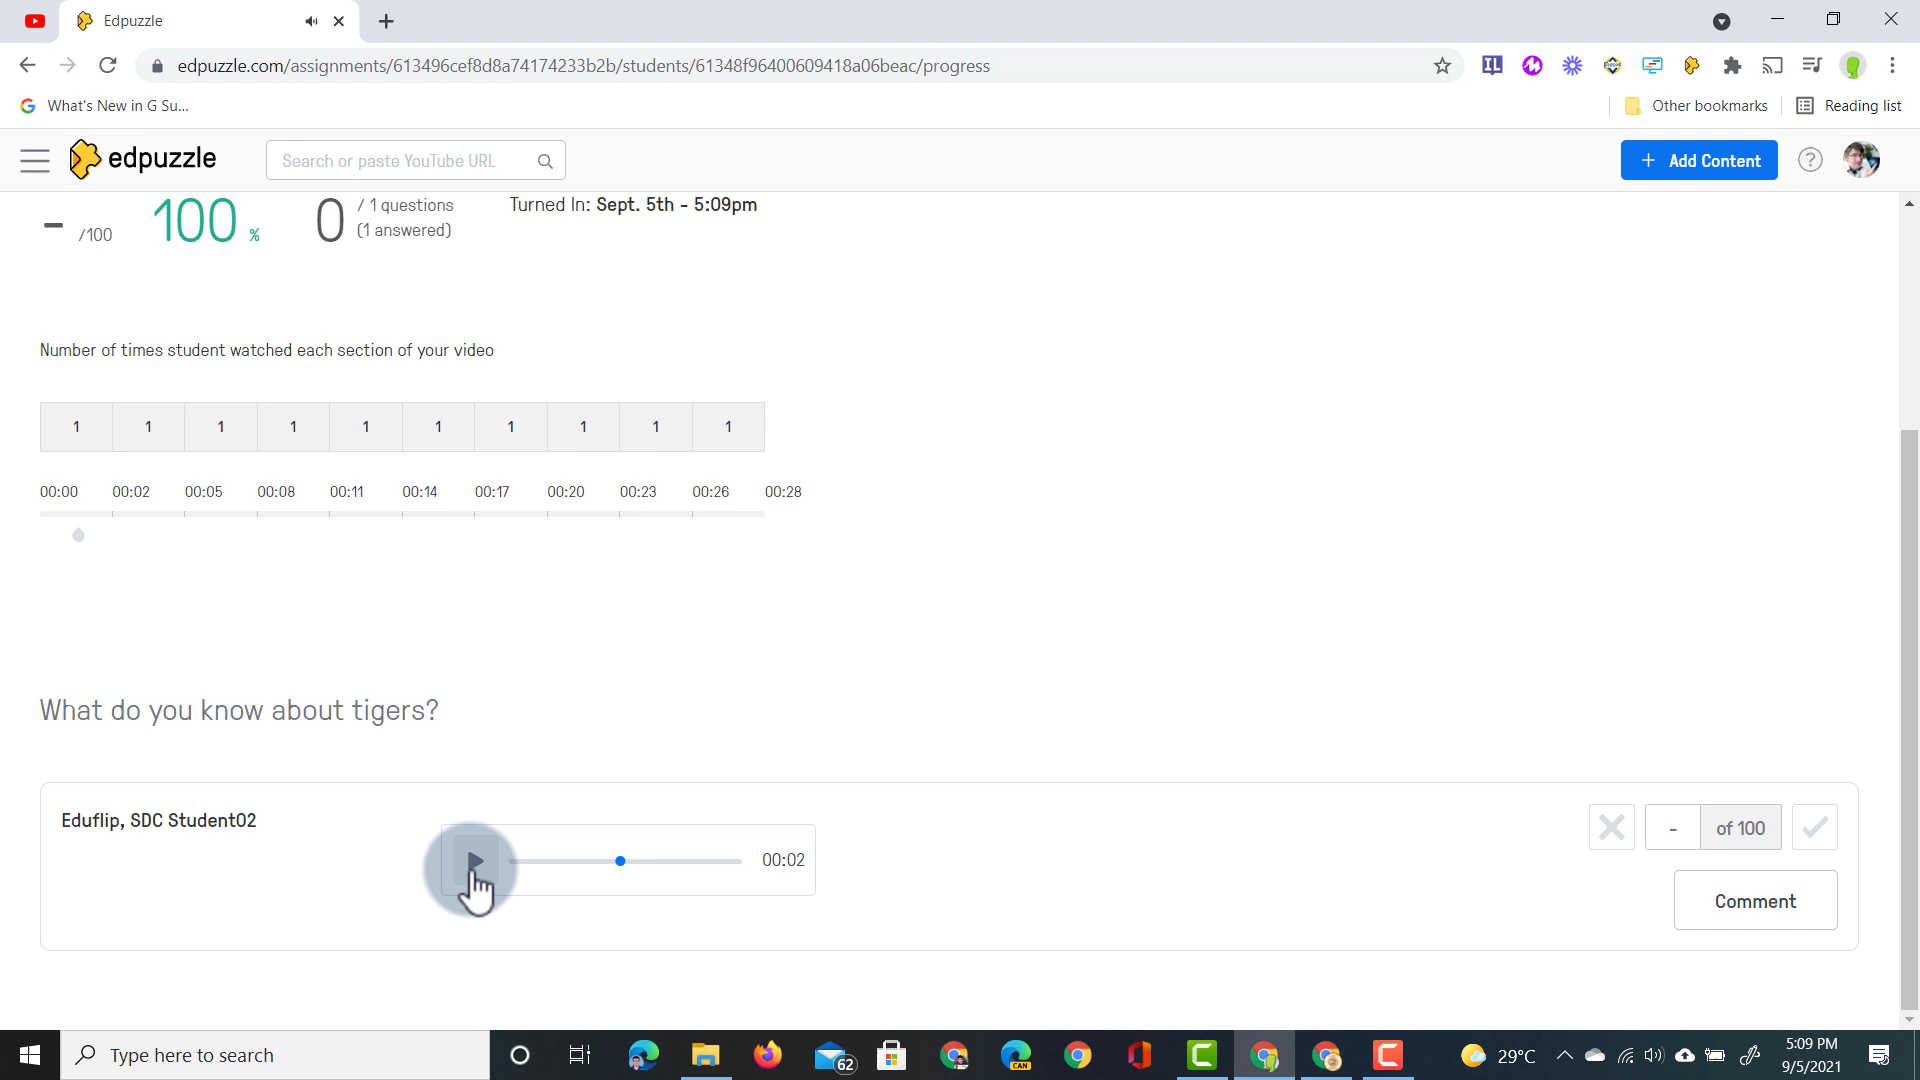 Edpuzzle
edpuzzle.com/assignments/613496cef8d8a74174233b2b/students/61348f96400609418a06beac/progress
What's New in G Su...
Other bookmarks
Reading list
edpuzzle
Search or paste YouTube URL
+ Add Content
?
- /100
100 %
0 / 1 questions
(1 answered)
Turned In: Sept. 5th - 5:09pm
Number of times student watched each section of your video
1 1 1 1 1 1 1 1 1 1
00:00 00:02 00:05 00:08 00:11 00:14 00:17 00:20 00:23 00:26 00:28
What do you know about tigers?
Eduflip, SDC Student02
00:02
- of 100
Comment
Type here to search
62
CAN
29°C
5:09 PM
9/5/2021